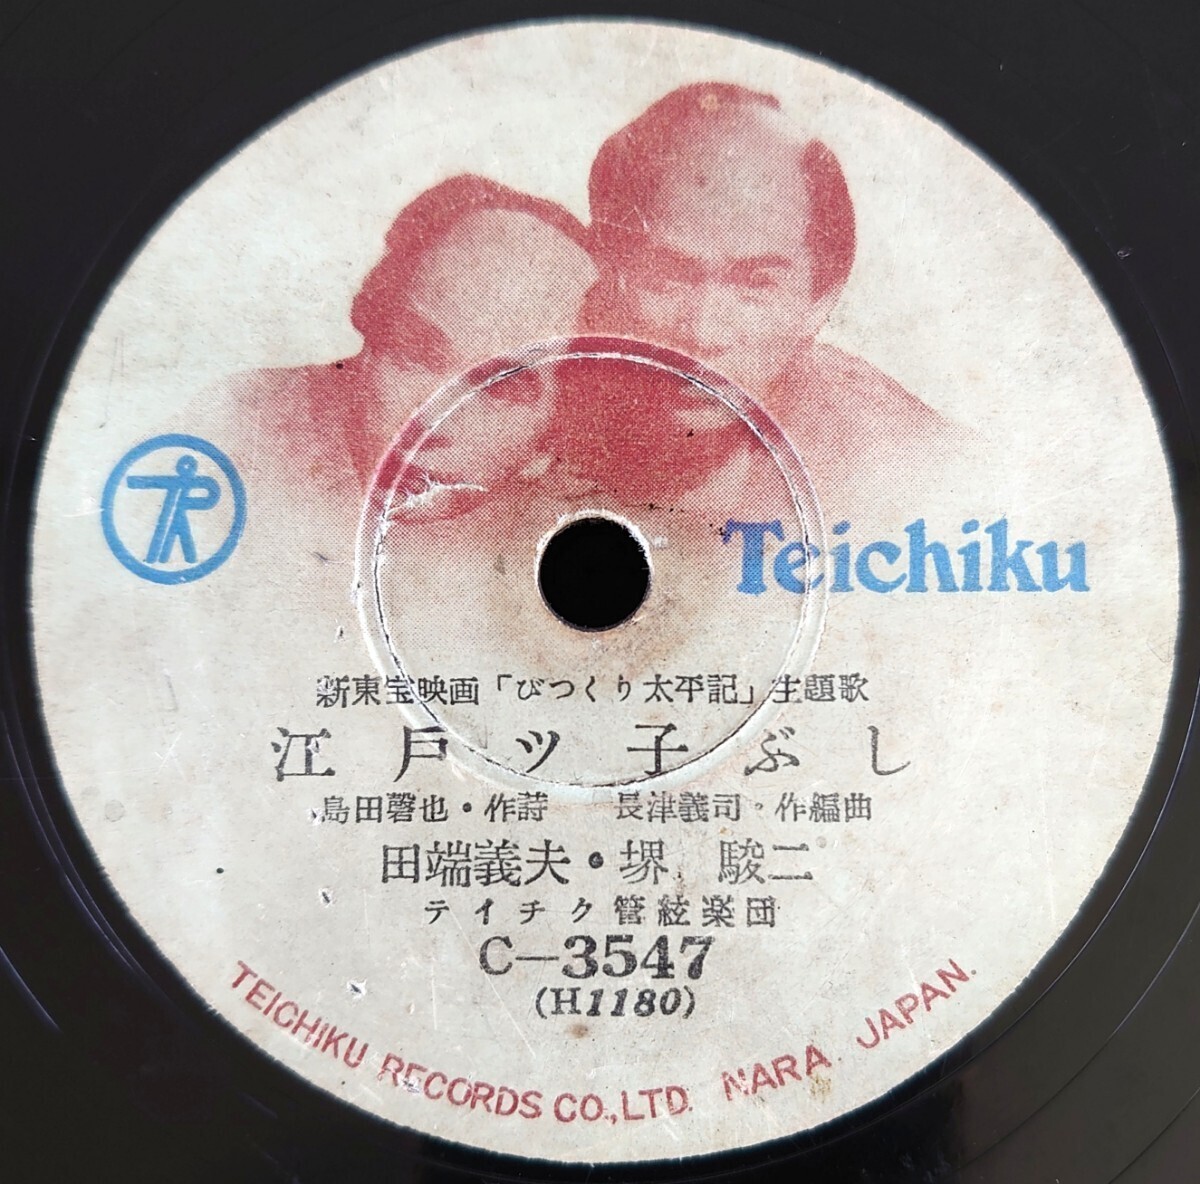 Teichiku
新東宝映画「びつくり太平記」主題歌
江戸ッ子ぶし
島田磬也・作詩 長津義司・作編曲
田端義夫・堺 駿二
テイチク管絃楽団
C-3547
(H1180)
TEICHIKU RECORDS CO., LTD. NARA. JAPAN.